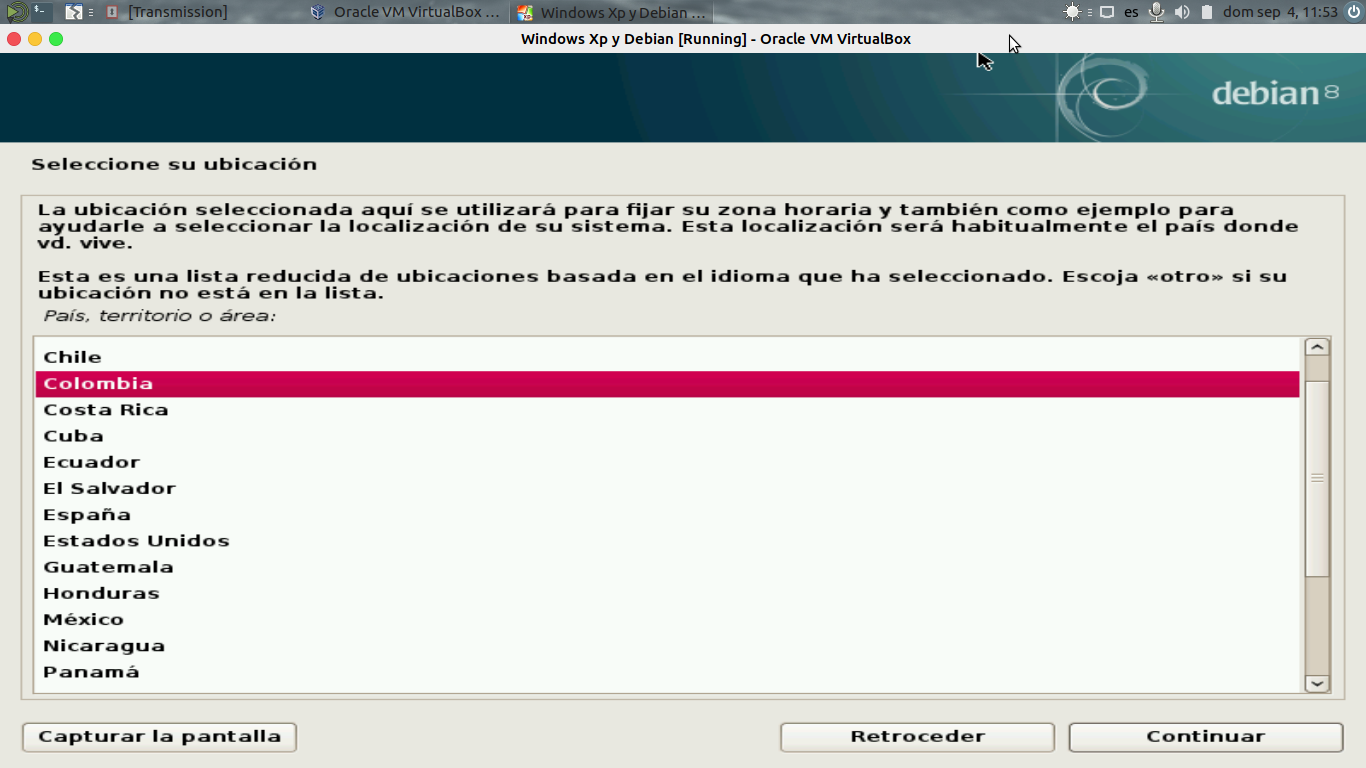 [Transmission]
Oracle VM VirtualBox ...
Windows Xp y Debian ...
es
dom sep 4, 11:53
Windows Xp y Debian [Running] - Oracle VM VirtualBox
debian 8
Seleccione su ubicación
La ubicación seleccionada aquí se utilizará para fijar su zona horaria y también como ejemplo para
ayudarle a seleccionar la localización de su sistema. Esta localización será habitualmente el país donde
vd. vive.
Esta es una lista reducida de ubicaciones basada en el idioma que ha seleccionado. Escoja «otro» si su
ubicación no está en la lista.
País, territorio o área:
Chile
Colombia
Costa Rica
Cuba
Ecuador
El Salvador
España
Estados Unidos
Guatemala
Honduras
México
Nicaragua
Panamá
Capturar la pantalla
Retroceder
Continuar